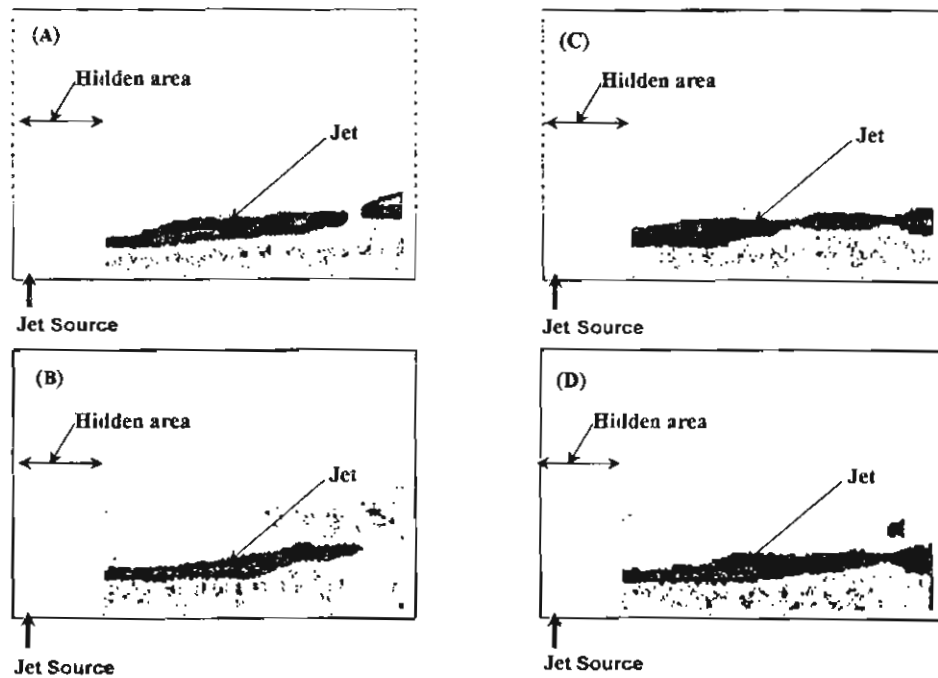 (A)
Hidden area
Jet
Jet Source
(C)
Hidden area
Jet
Jet Source
(B)
Hidden area
Jet
Jet Source
(D)
Hidden area
Jet
Jet Source